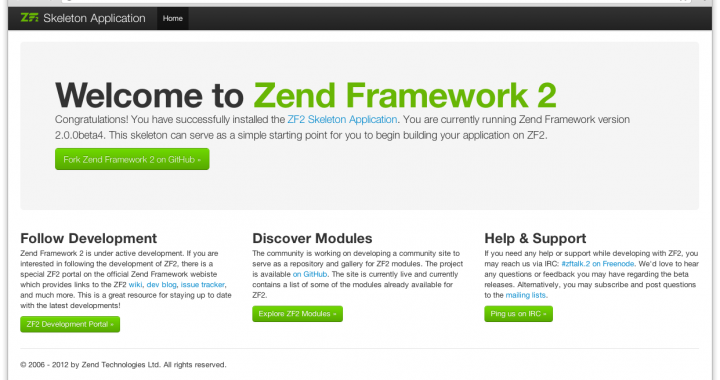 ZF2 Skeleton Application Home
Welcome to Zend Framework 2
Congratulations! You have successfully installed the ZF2 Skeleton Application. You are currently running Zend Framework version
2.0.0beta4. This skeleton can serve as a simple starting point for you to begin building your application on ZF2.
Fork Zend Framework 2 on GitHub »
Follow Development
Zend Framework 2 is under active development. If you are
interested in following the development of ZF2, there is a
special ZF2 portal on the official Zend Framework webiste
which provides links to the ZF2 wiki, dev blog, issue tracker,
and much more. This is a great resource for staying up to date
with the latest developments!
ZF2 Development Portal »
Discover Modules
The community is working on developing a community site to
serve as a repository and gallery for ZF2 modules. The project
is available on GitHub. The site is currently live and currently
contains a list of some of the modules already available for
ZF2.
Explore ZF2 Modules »
Help & Support
If you need any help or support while developing with ZF2, you
may reach us via IRC: #zftalk.2 on Freenode. We'd love to hear
any questions or feedback you may have regarding the beta
releases. Alternatively, you may subscribe and post questions
to the mailing lists.
Ping us on IRC »
© 2006 - 2012 by Zend Technologies Ltd. All rights reserved.